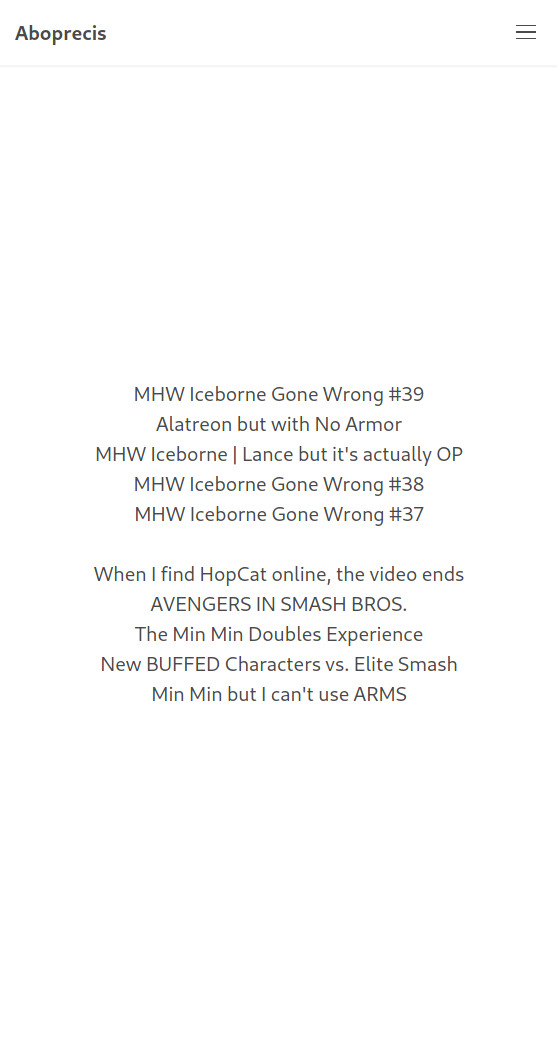 Aboprecis
MHW Iceborne Gone Wrong #39
Alatreon but with No Armor
MHW Iceborne | Lance but it's actually OP
MHW Iceborne Gone Wrong #38
MHW Iceborne Gone Wrong #37
When I find HopCat online, the video ends
AVENGERS IN SMASH BROS.
The Min Min Doubles Experience
New BUFFED Characters vs. Elite Smash
Min Min but I can't use ARMS